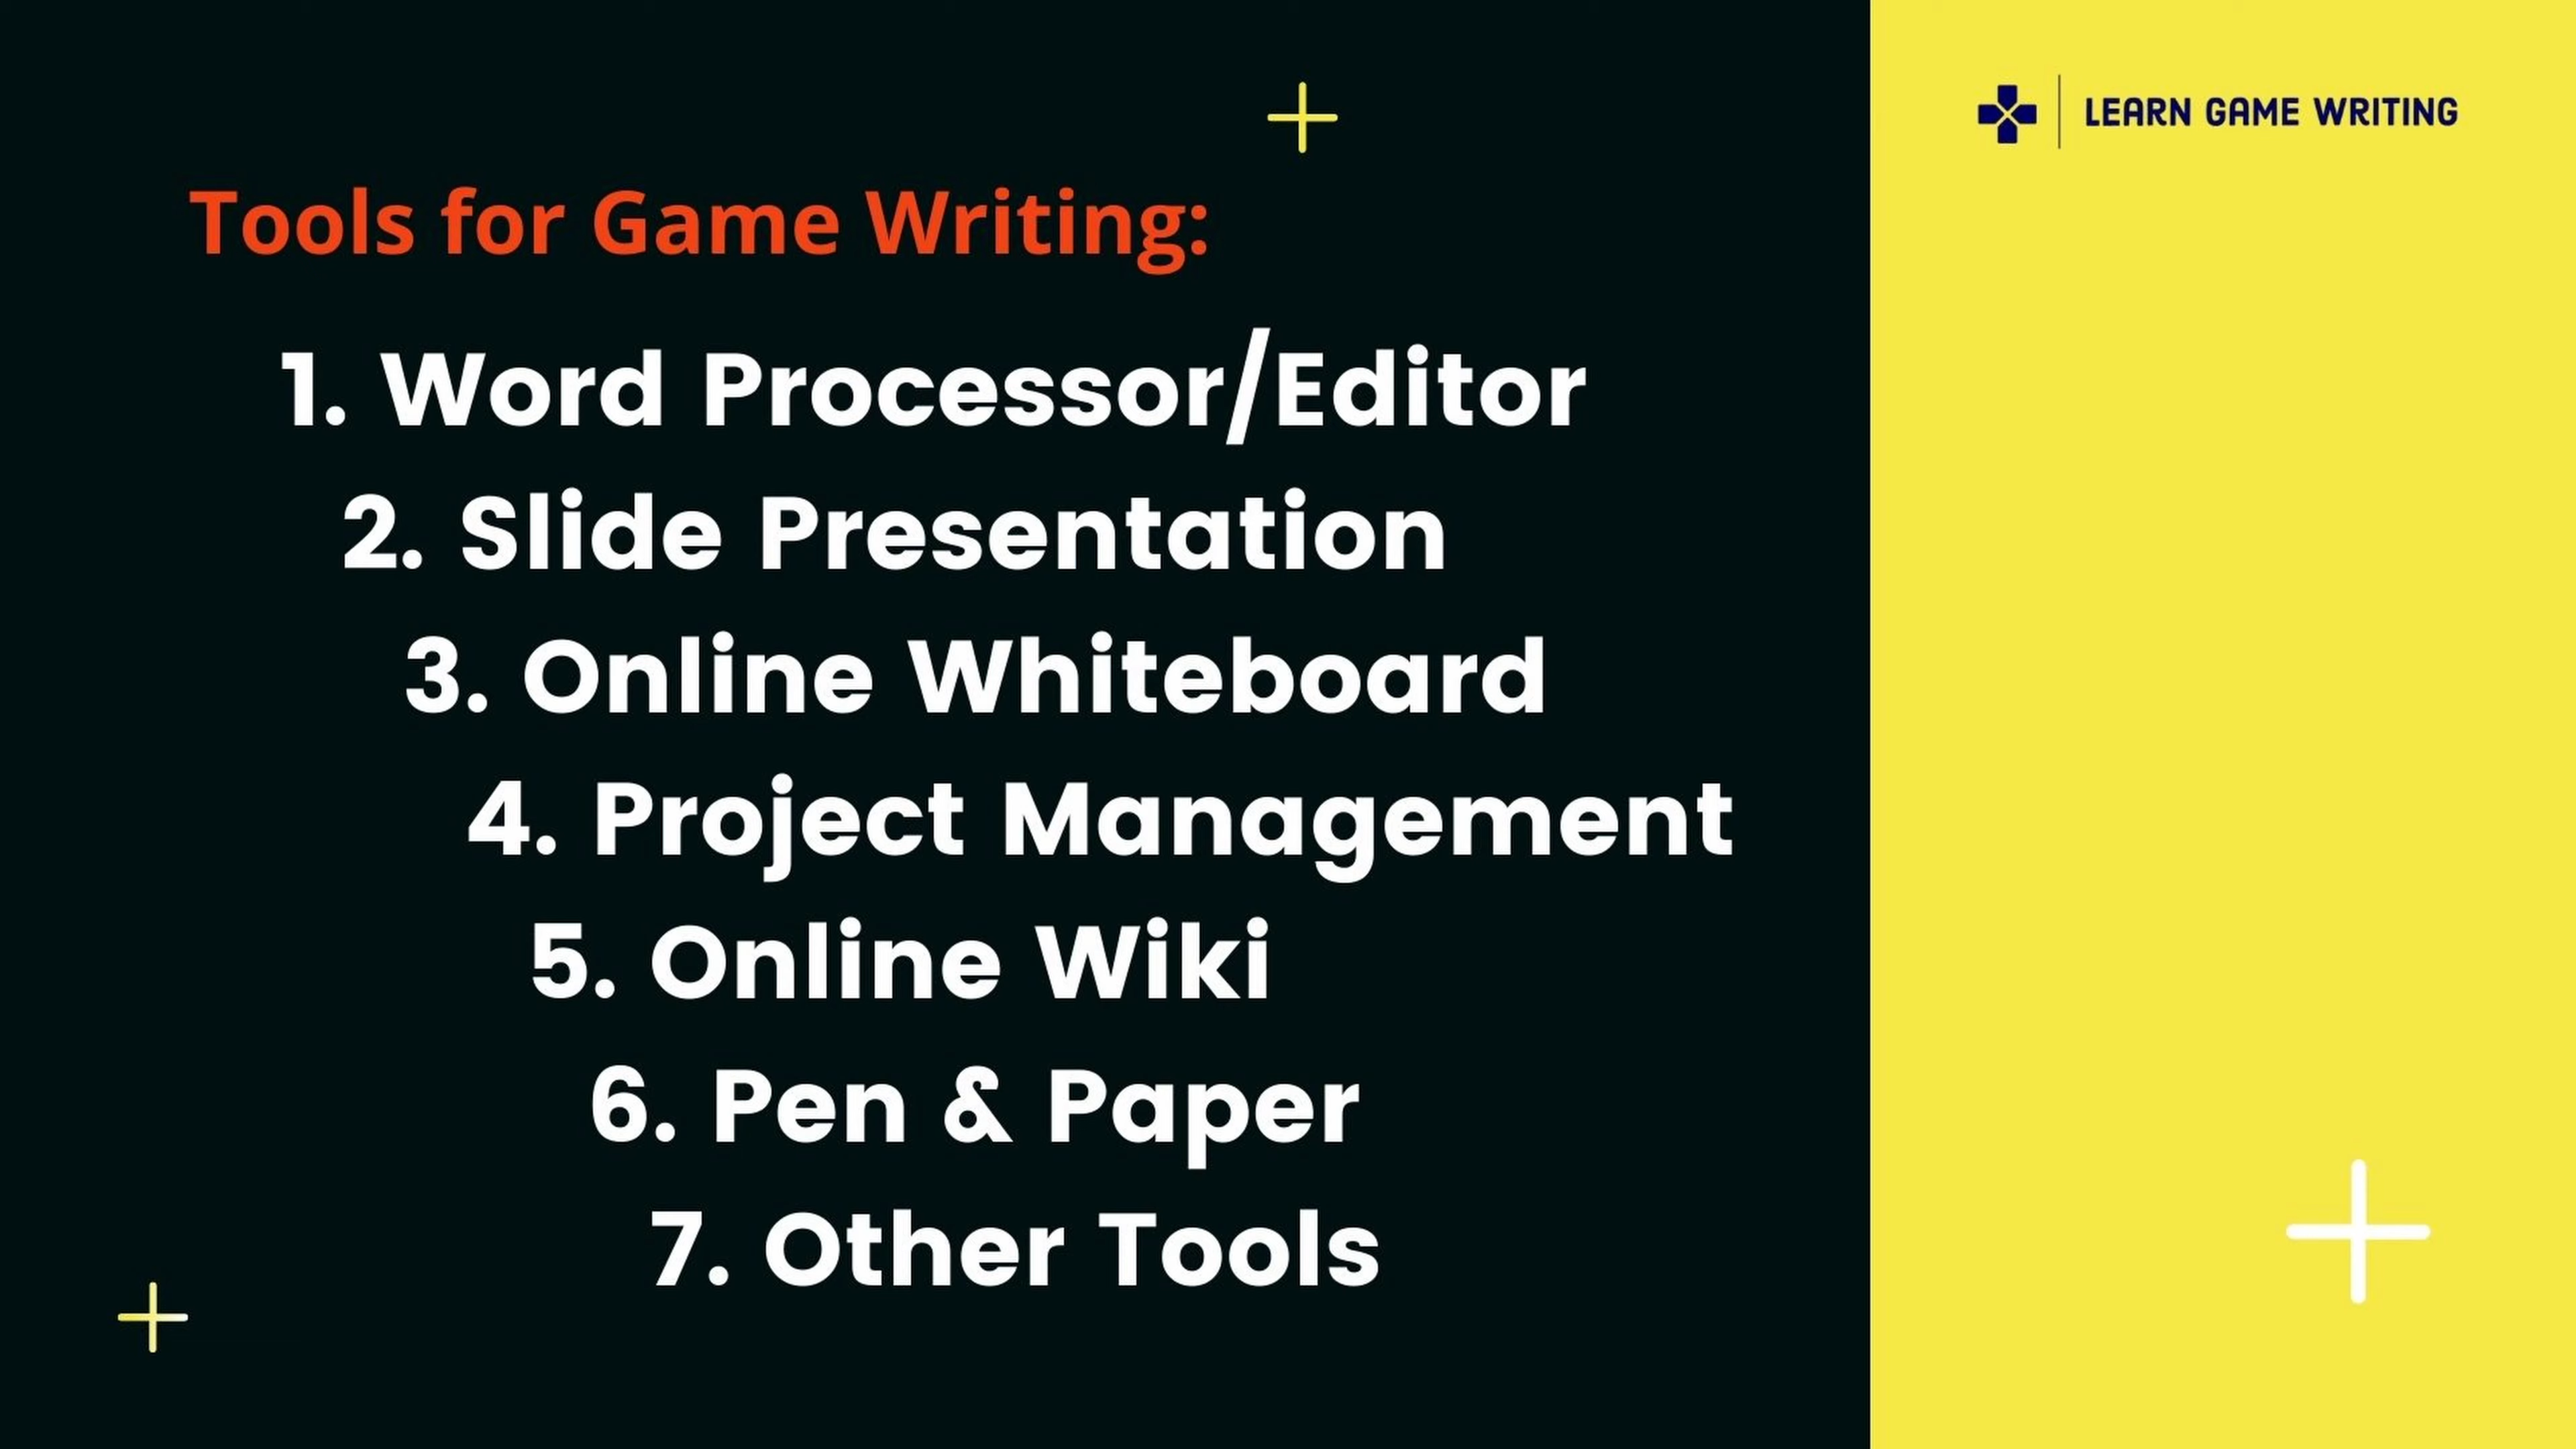 LEARN GAME WRITING
Tools for Game Writing:
1. Word Processor/Editor
2. Slide Presentation
3. Online Whiteboard
4. Project Management
5. Online Wiki
6. Pen & Paper
7. Other Tools